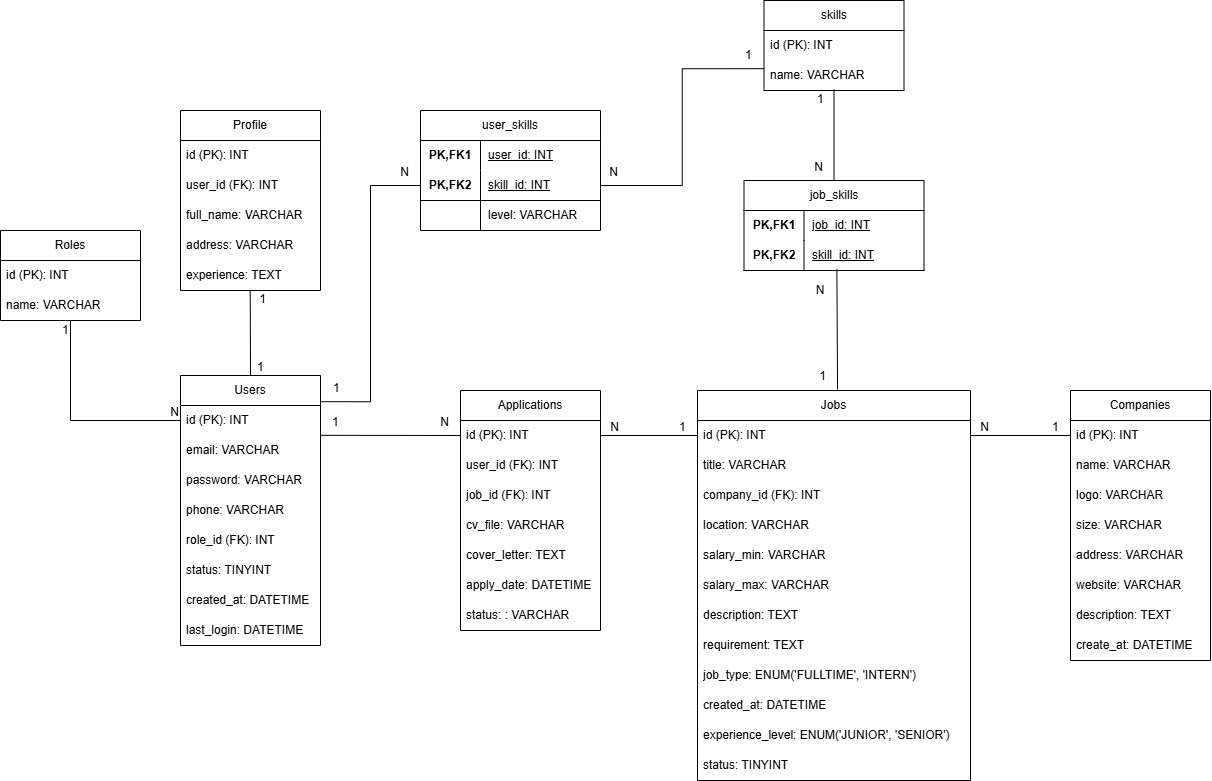 skills
id (PK): INT
name: VARCHAR
1
1
Profile
id (PK): INT
user_id (FK): INT
full_name: VARCHAR
address: VARCHAR
experience: TEXT
1
user_skills
PK,FK1 user_id: INT
PK,FK2 skill_id: INT
level: VARCHAR
N
N
N
job_skills
PK,FK1 job_id: INT
PK,FK2 skill_id: INT
N
Roles
id (PK): INT
name: VARCHAR
1
1
N
Users
id (PK): INT
email: VARCHAR
password: VARCHAR
phone: VARCHAR
role_id (FK): INT
status: TINYINT
created_at: DATETIME
last_login: DATETIME
1
1
N
Applications
id (PK): INT
user_id (FK): INT
job_id (FK): INT
cv_file: VARCHAR
cover_letter: TEXT
apply_date: DATETIME
status: : VARCHAR
N
1
1
Jobs
id (PK): INT
title: VARCHAR
company_id (FK): INT
location: VARCHAR
salary_min: VARCHAR
salary_max: VARCHAR
description: TEXT
requirement: TEXT
job_type: ENUM('FULLTIME', 'INTERN')
created_at: DATETIME
experience_level: ENUM('JUNIOR', 'SENIOR')
status: TINYINT
N
1
Companies
id (PK): INT
name: VARCHAR
logo: VARCHAR
size: VARCHAR
address: VARCHAR
website: VARCHAR
description: TEXT
create_at: DATETIME